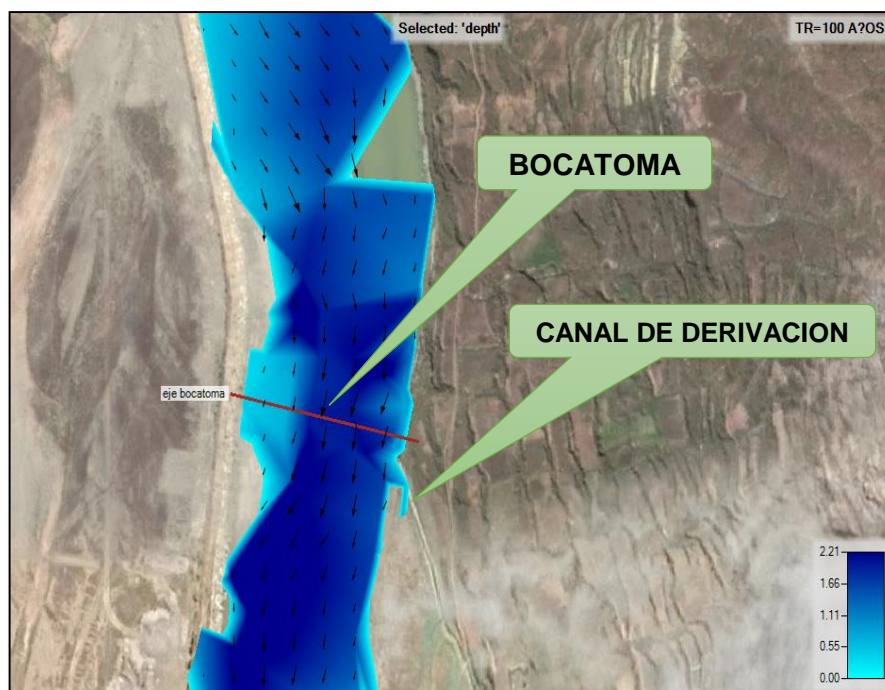 Selected: 'depth'
TR=100 A?OS
BOCATOMA
CANAL DE DERIVACION
eje bocatoma
2.21
1.66
1.11
0.55
0.00